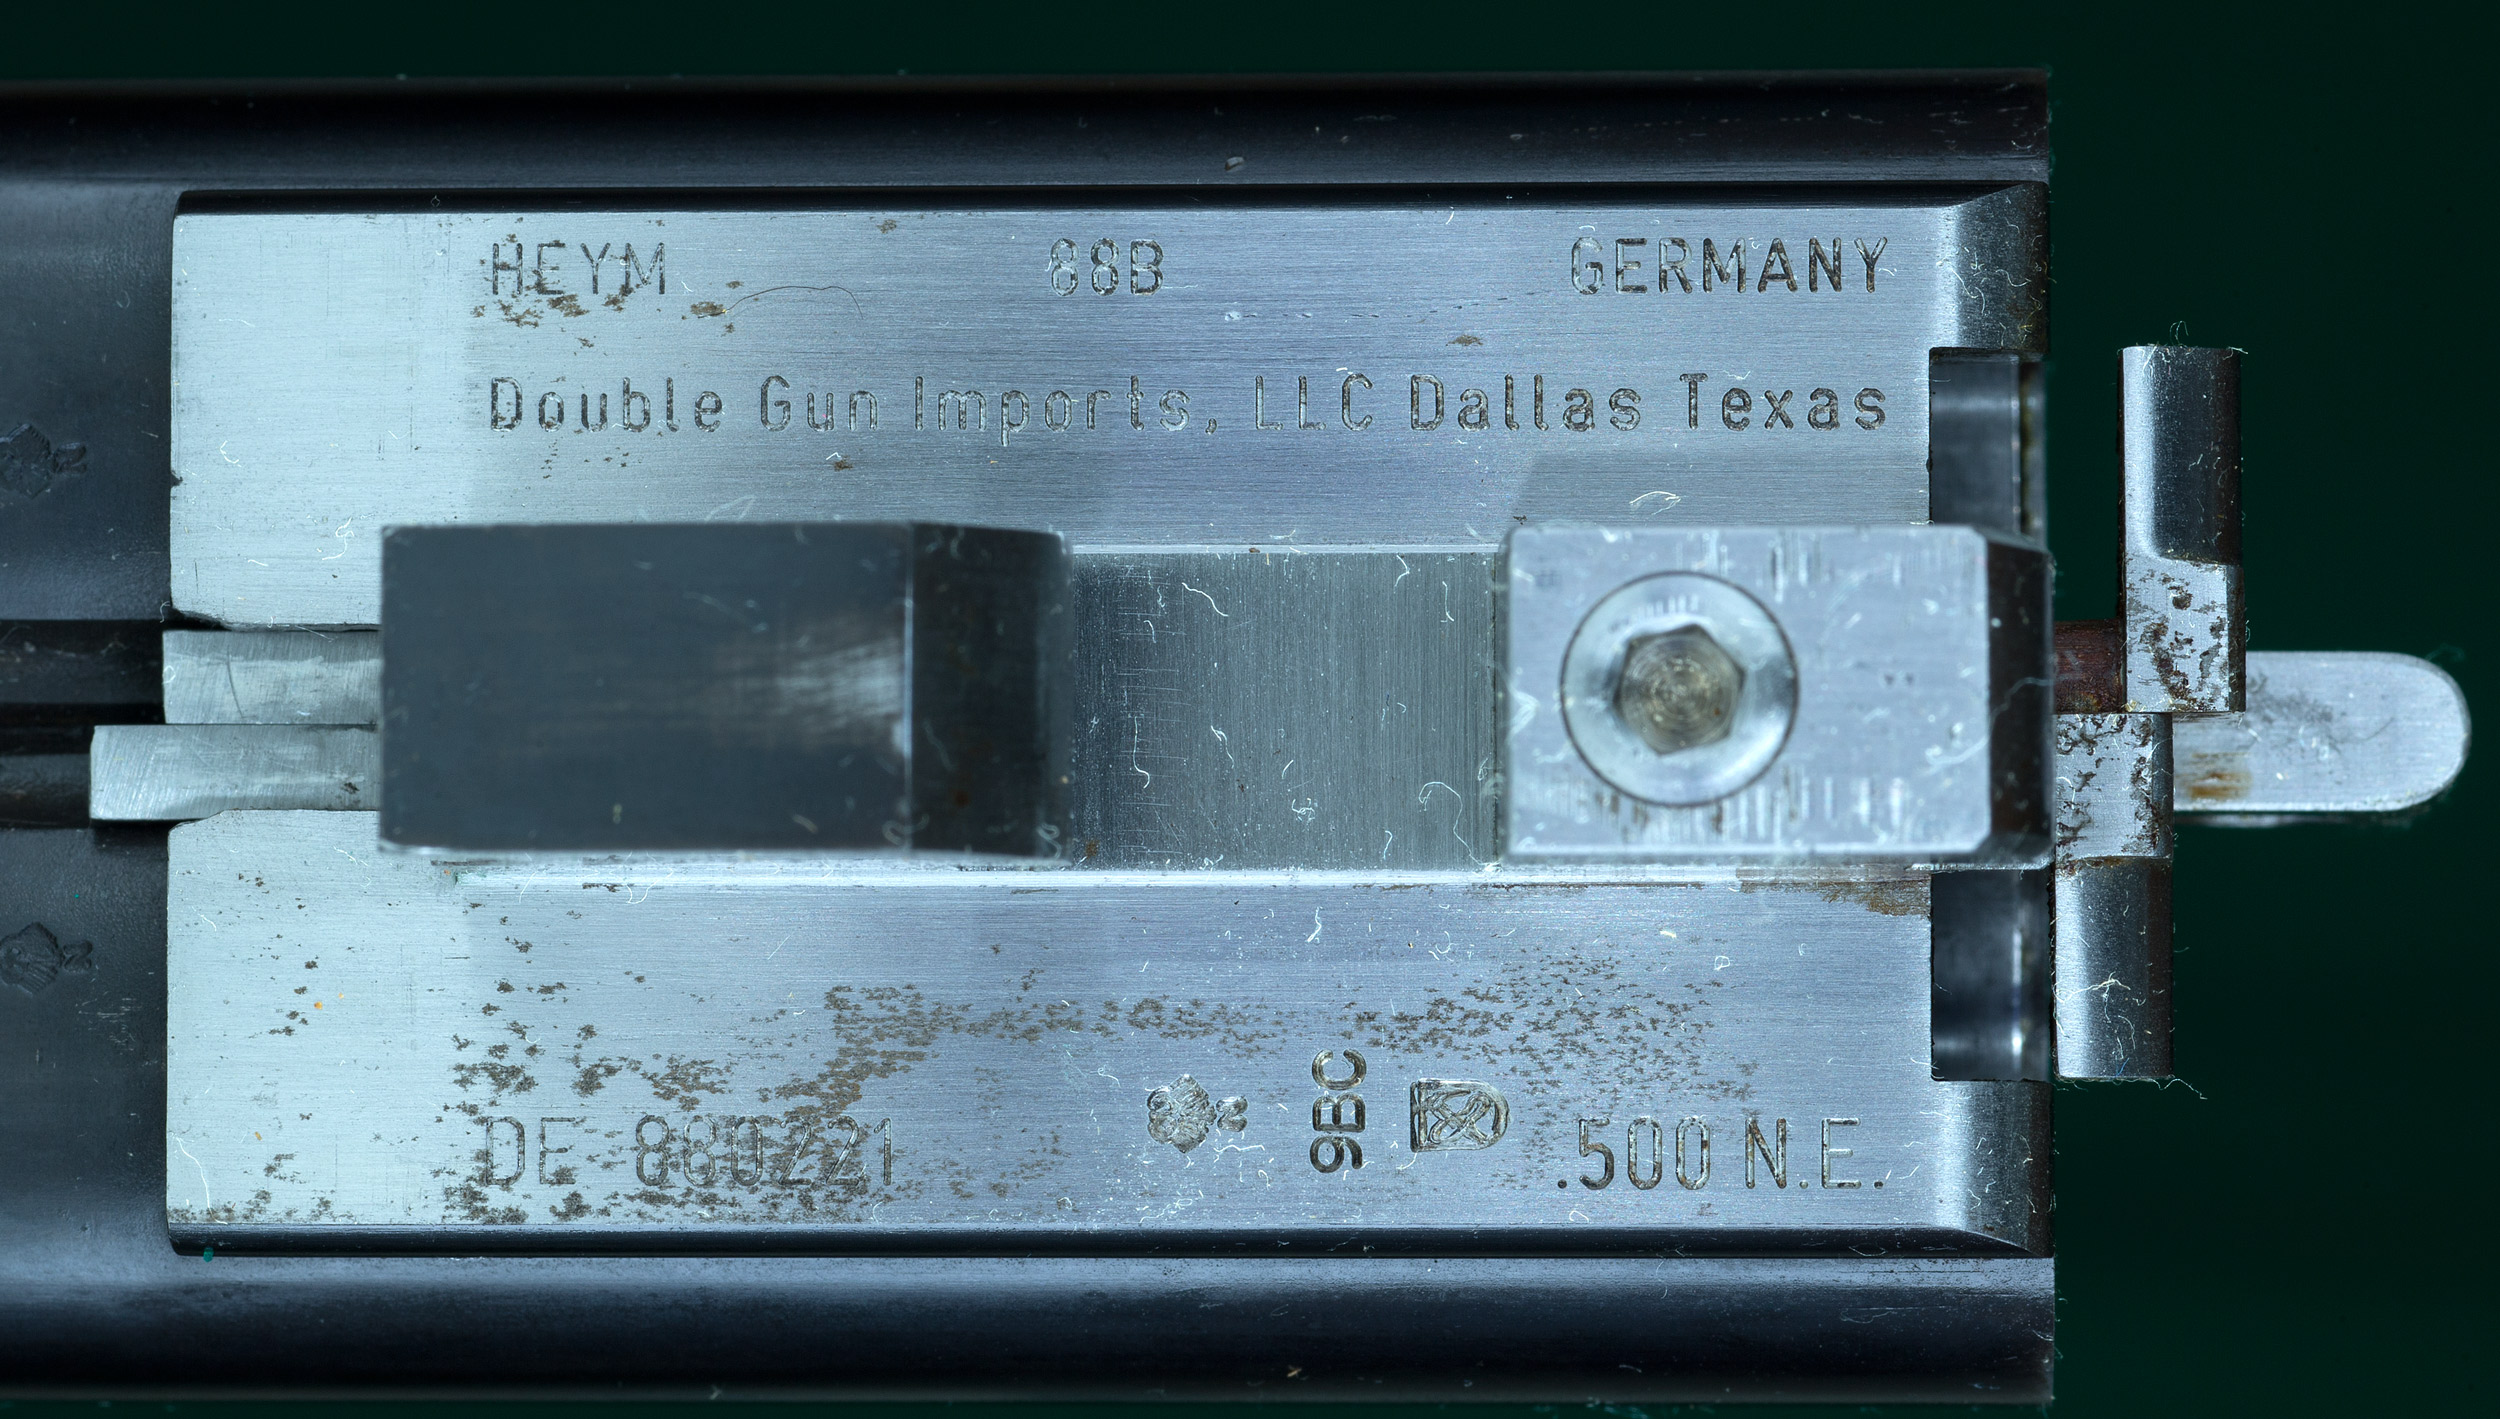 HEYM 88B GERMANY
Double Gun Imports, LLC Dallas Texas
DE 880221 N 9BC .500 N.E.
N
N